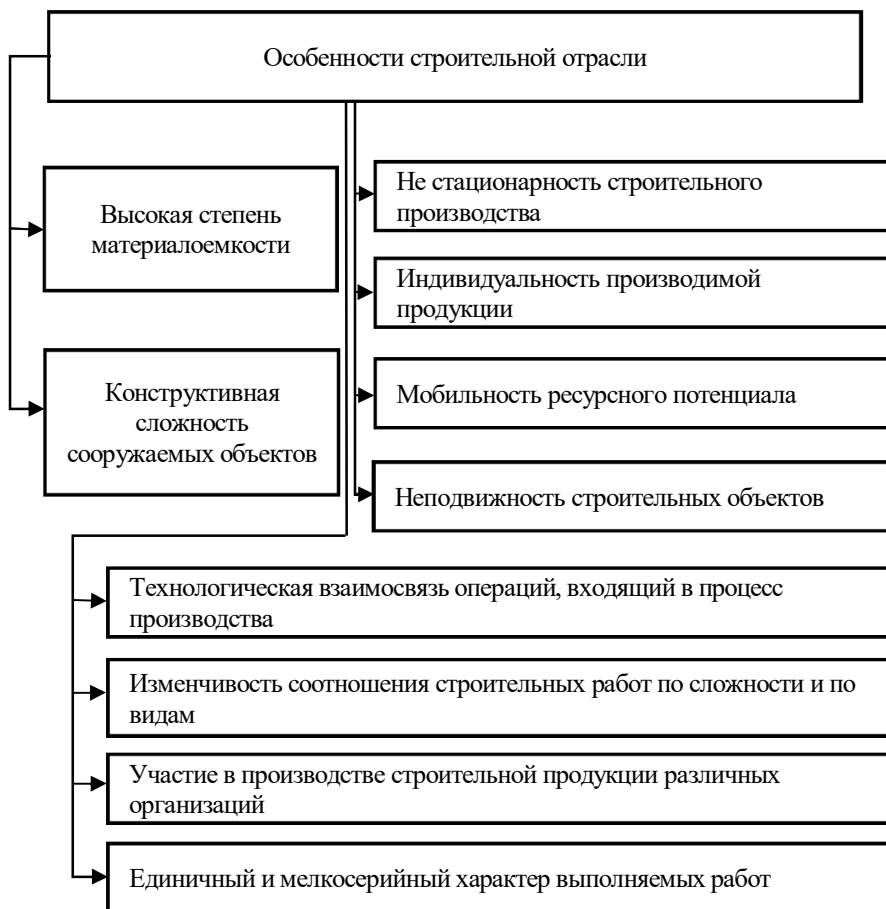 Особенности строительной отрасли
Высокая степень
материалоемкости
Конструктивная
сложность
сооружаемых объектов
Не стационарность строительного
производства
Индивидуальность производимой
продукции
Мобильность ресурсного потенциала
Неподвижность строительных объектов
Технологическая взаимосвязь операций, входящий в процесс
производства
Изменчивость соотношения строительных работ по сложности и по
видам
Участие в производстве строительной продукции различных
организаций
Единичный и мелкосерийный характер выполняемых работ